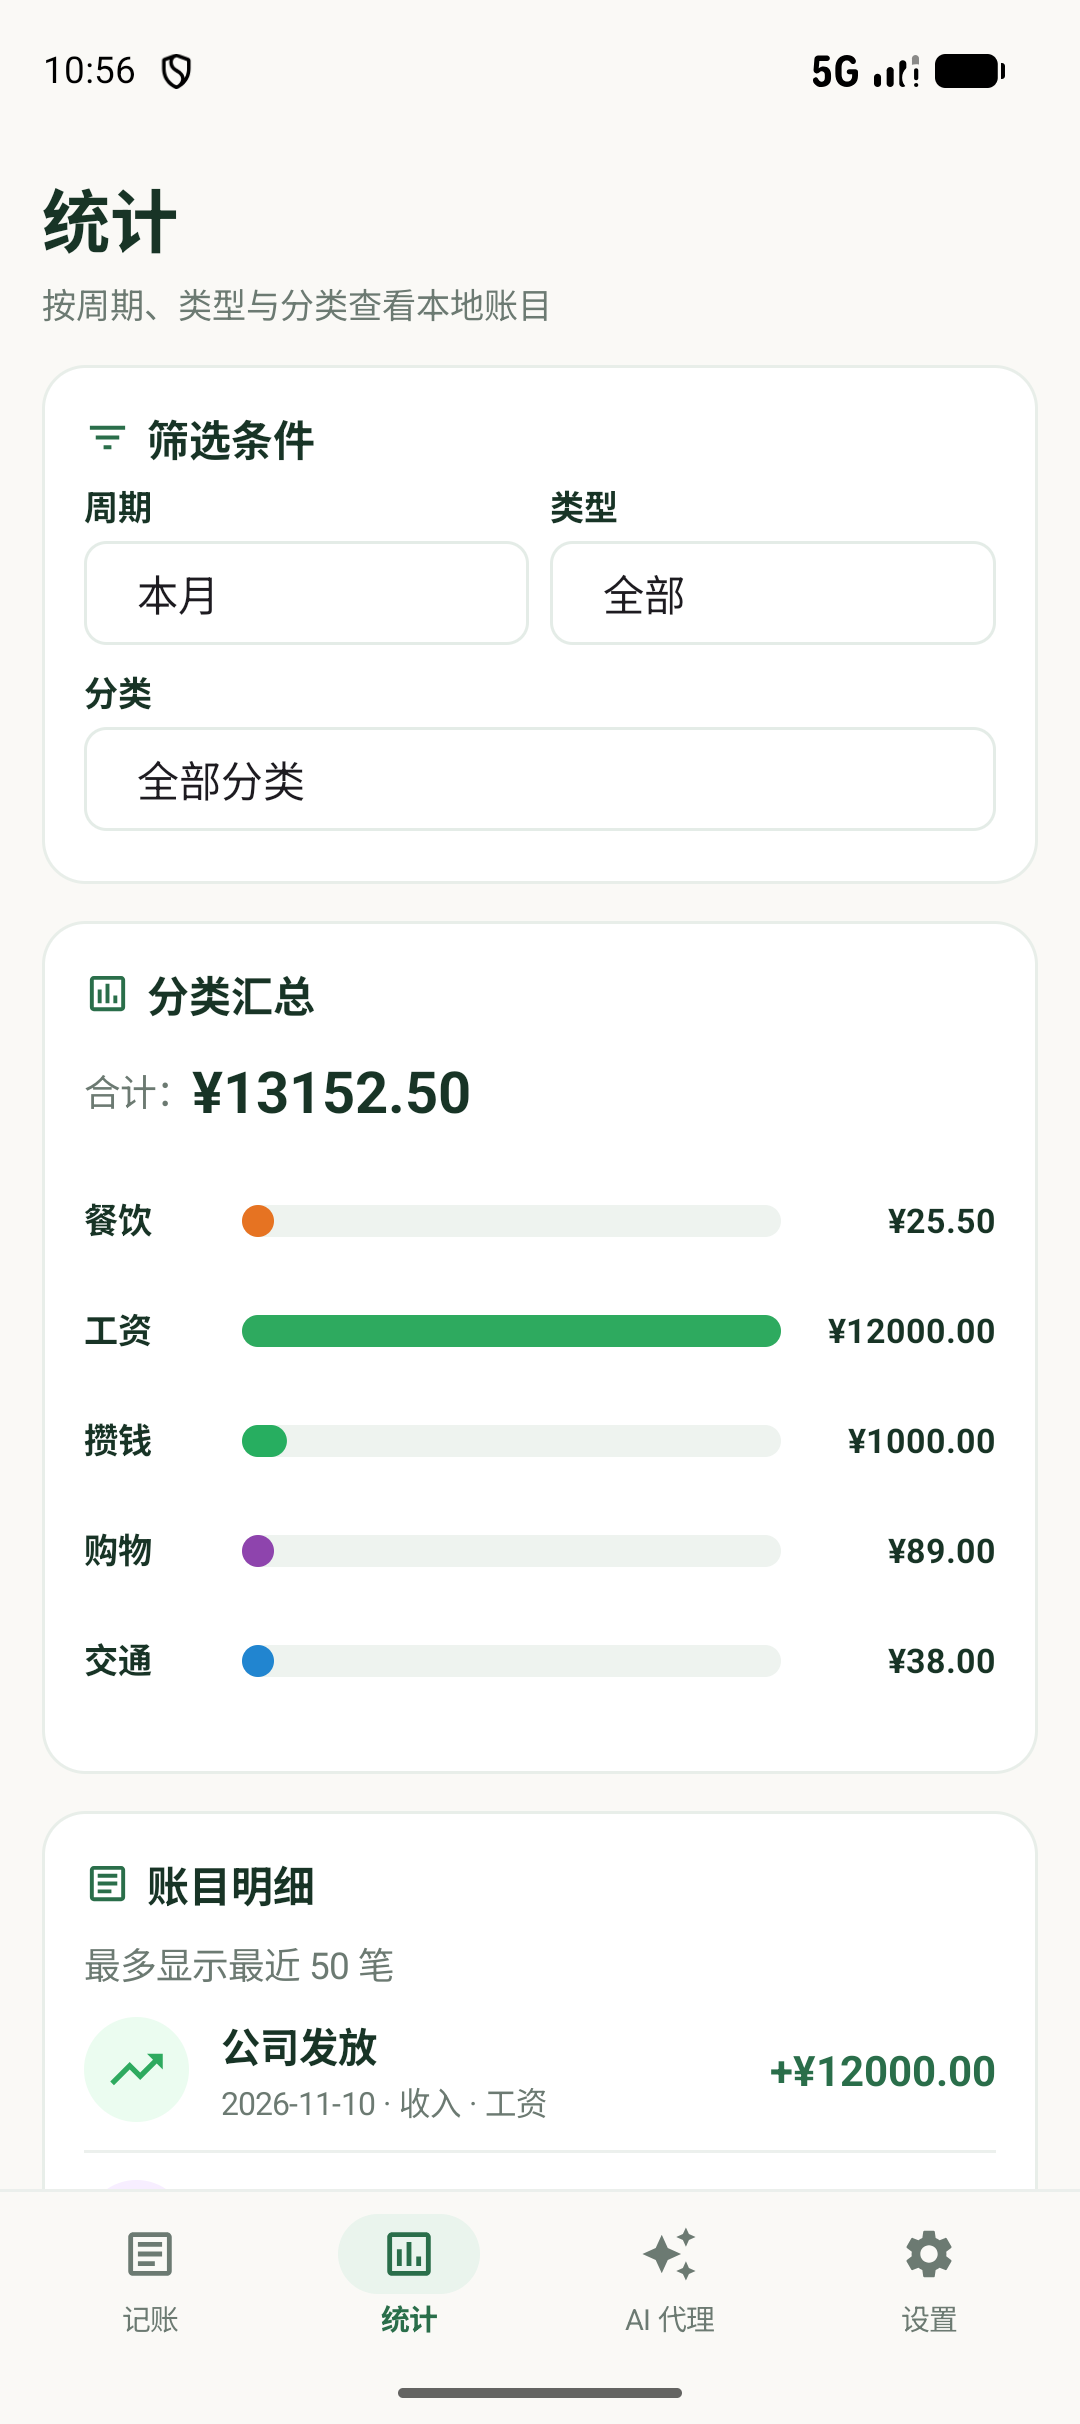 10:56 5G
统计
按周期、类型与分类查看本地账目
筛选条件
周期 类型
本月 全部
分类
全部分类
分类汇总
合计：¥13152.50
餐饮 ¥25.50
工资 ¥12000.00
攒钱 ¥1000.00
购物 ¥89.00
交通 ¥38.00
账目明细
最多显示最近 50 笔
公司发放
+¥12000.00
2026-11-10 · 收入 · 工资
记账 统计 AI 代理 设置